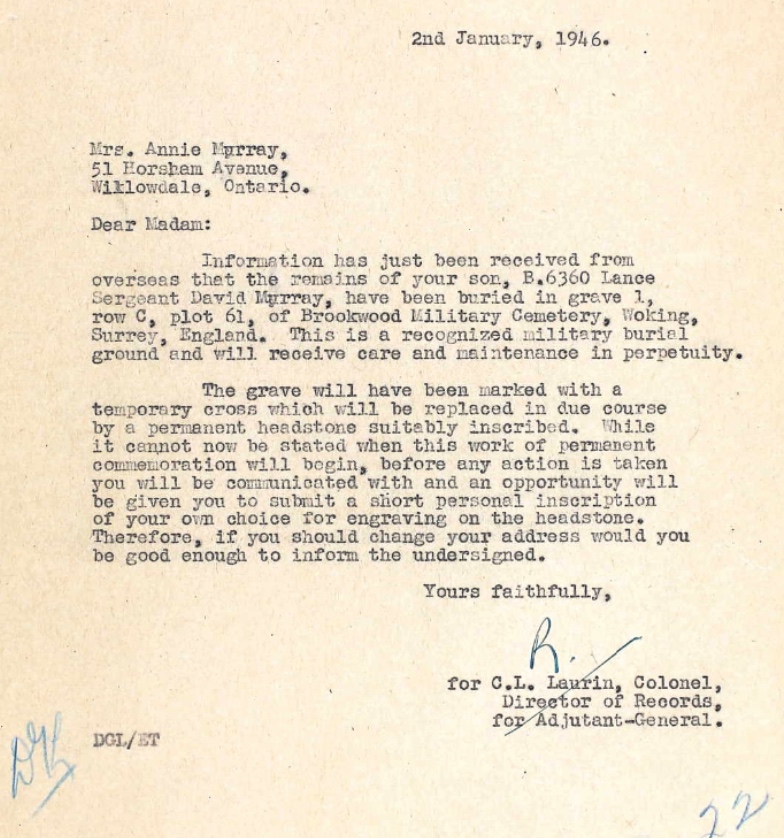 2nd January, 1946.
Mrs. Annie Murray,
51 Horsham Avenue,
Willowdale, Ontario.
Dear Madam:
Information has just been received from
overseas that the remains of your son, B.6360 Lance
Sergeant David Murray, have been buried in grave 1,
row C, plot 61, of Brookwood Military Cemetery, Woking,
Surrey, England. This is a recognized military burial
ground and will receive care and maintenance in perpetuity.
The grave will have been marked with a
temporary cross which will be replaced in due course
by a permanent headstone suitably inscribed. While
it cannot now be stated when this work of permanent
commemoration will begin, before any action is taken
you will be communicated with and an opportunity will
be given you to submit a short personal inscription
of your own choice for engraving on the headstone.
Therefore, if you should change your address would you
be good enough to inform the undersigned.
Yours faithfully,
R.
for C.L. Laurin, Colonel,
Director of Records,
for Adjutant-General.
DGL/ET
22